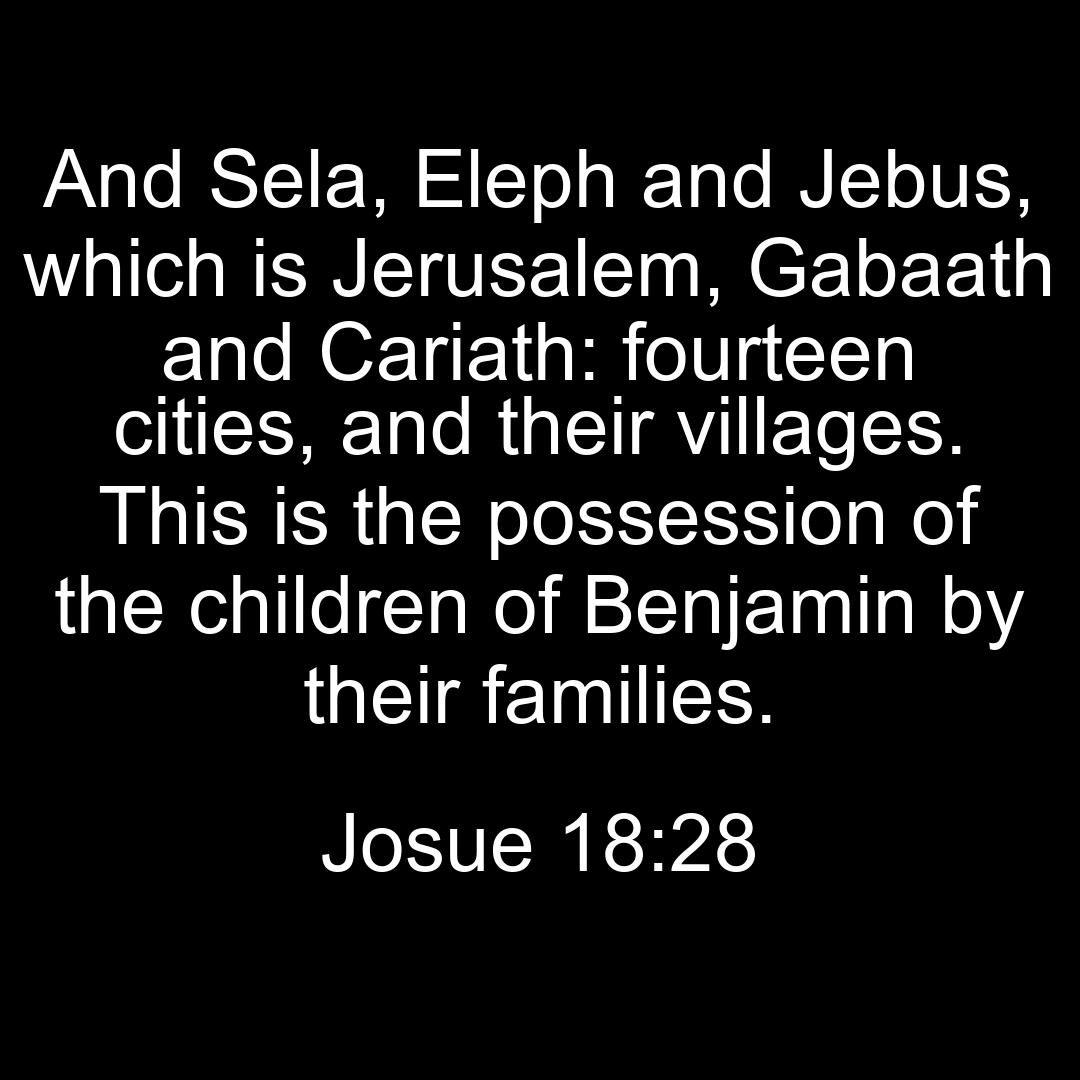 And Sela, Eleph and Jebus,
which is Jerusalem, Gabaath
and Cariath: fourteen
cities, and their villages.
This is the possession of
the children of Benjamin by
their families.
Josue 18:28